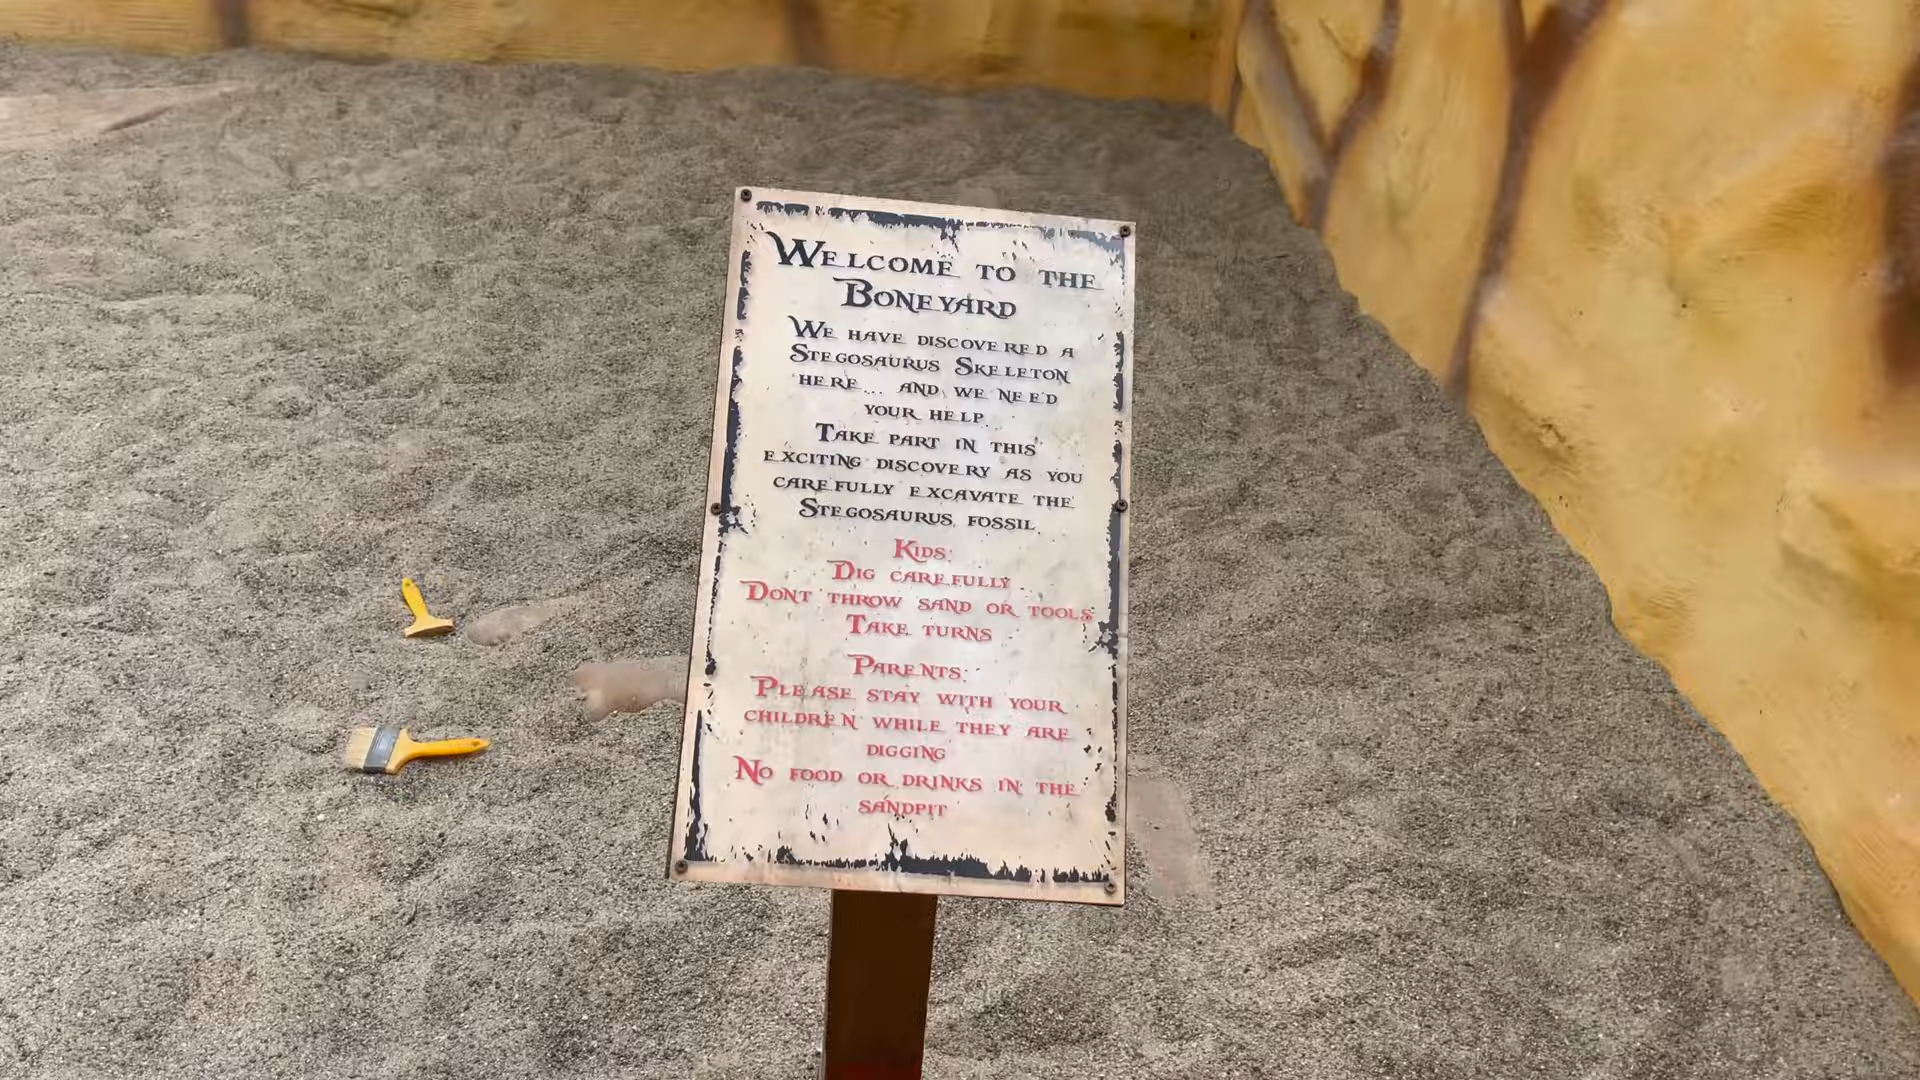 Welcome to the
Boneyard
We have discovered a
Stegosaurus Skeleton
here... and we need
your help.
Take part in this
exciting discovery as you
carefully excavate the
Stegosaurus fossil
Kids:
Dig carefully
Dont throw sand or tools
Take turns
Parents:
Please stay with your
children while they are
digging
No food or drinks in the
sandpit